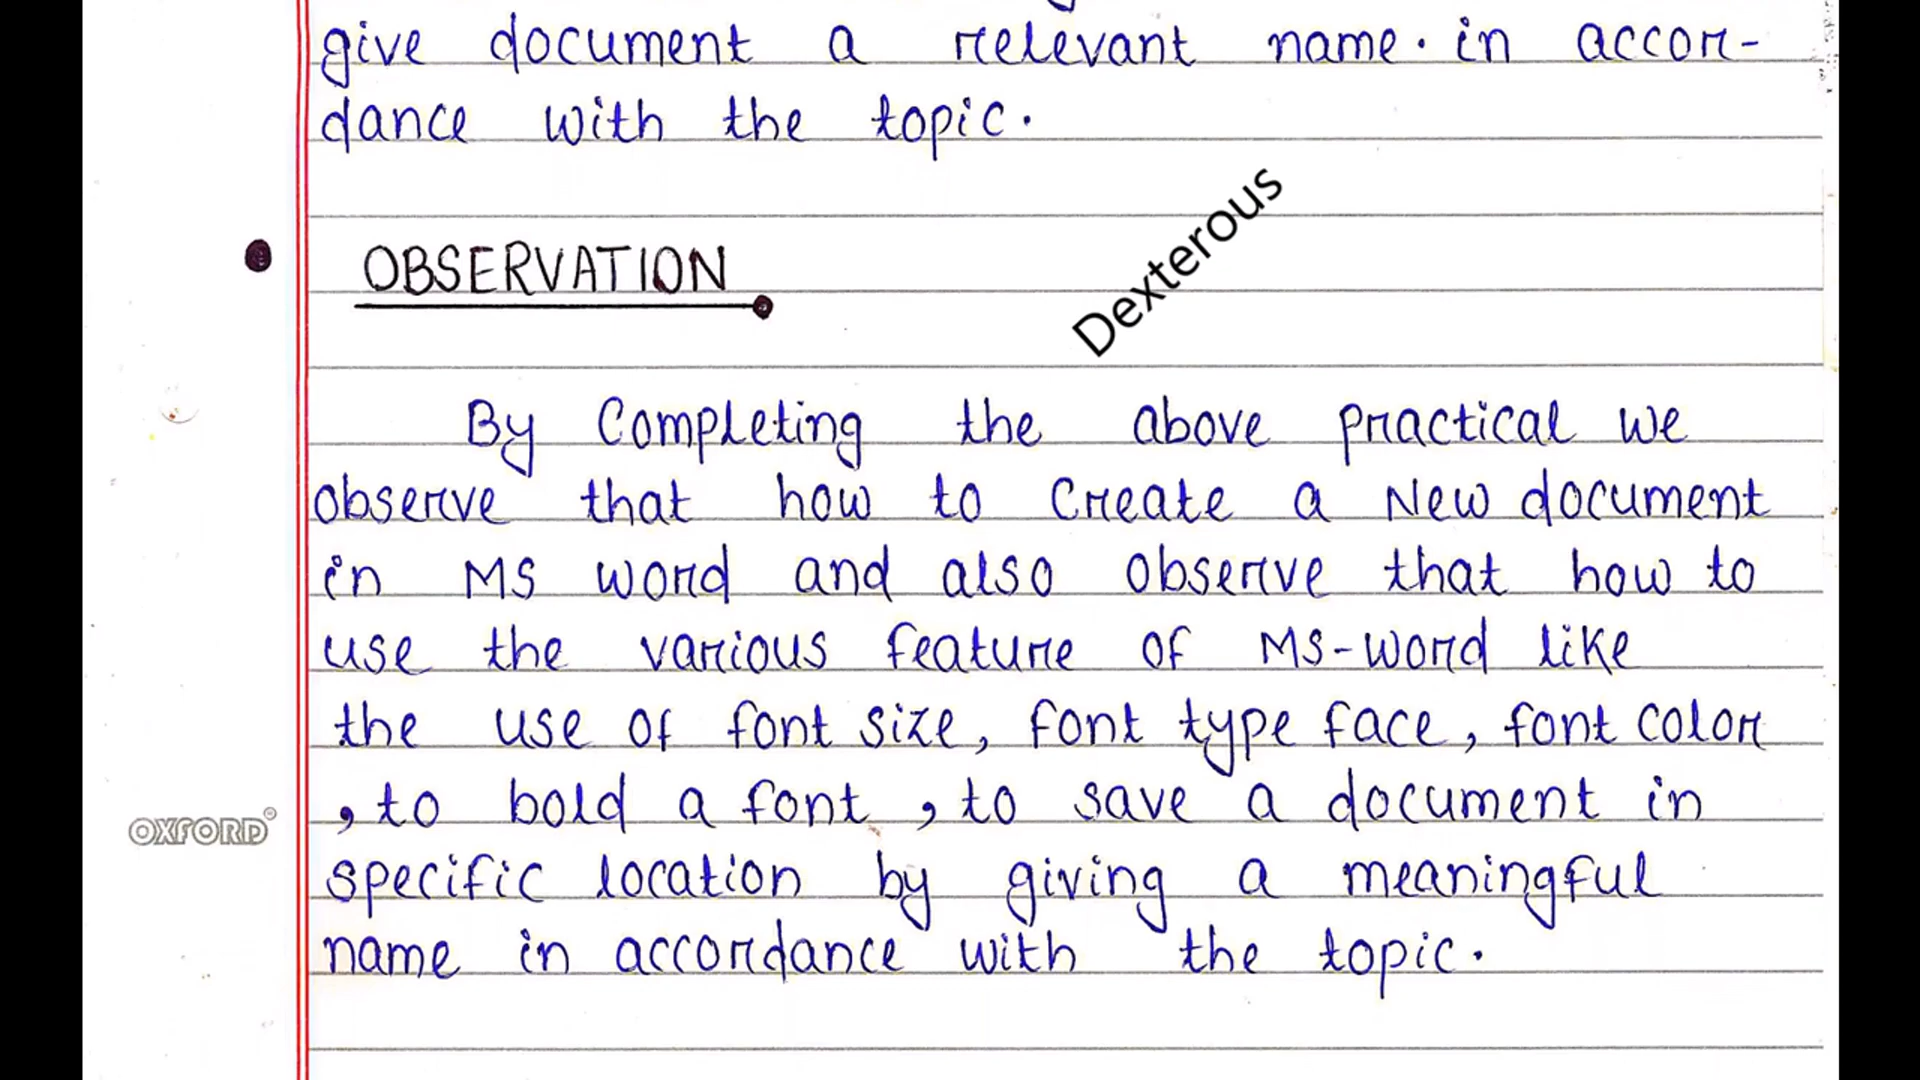 give document a relevant name. in accor-
dance with the topic.
Dexterous
OBSERVATION
By Completing the above practical we
observe that how to Create a New document
in MS word and also observe that how to
use the various feature of MS-word like
the use of font size, font type face, font color
, to bold a font, to save a document in
OXFORD
specific location by giving a meaningful
name in accordance with the topic.